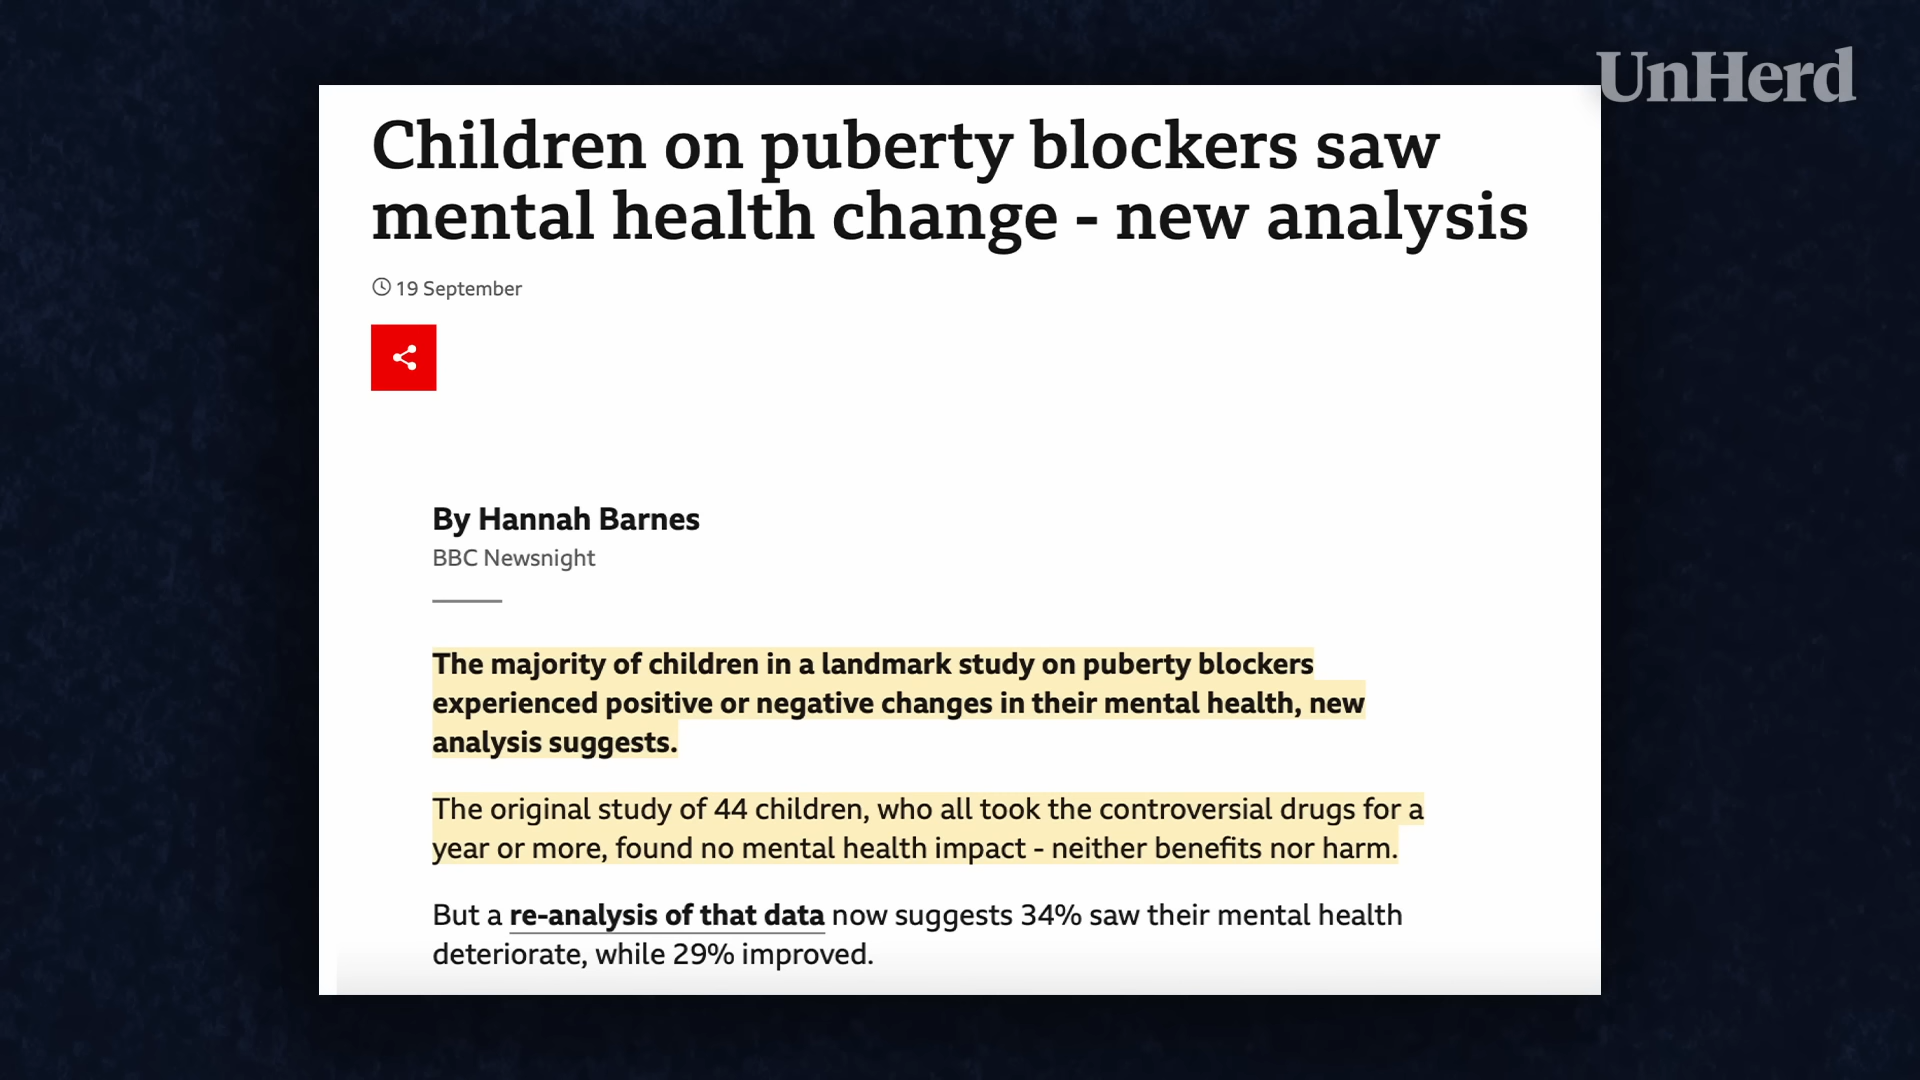 UnHerd
Children on puberty blockers saw
mental health change - new analysis
19 September
By Hannah Barnes
BBC Newsnight
The majority of children in a landmark study on puberty blockers
experienced positive or negative changes in their mental health, new
analysis suggests.
The original study of 44 children, who all took the controversial drugs for a
year or more, found no mental health impact - neither benefits nor harm.
But a re-analysis of that data now suggests 34% saw their mental health
deteriorate, while 29% improved.